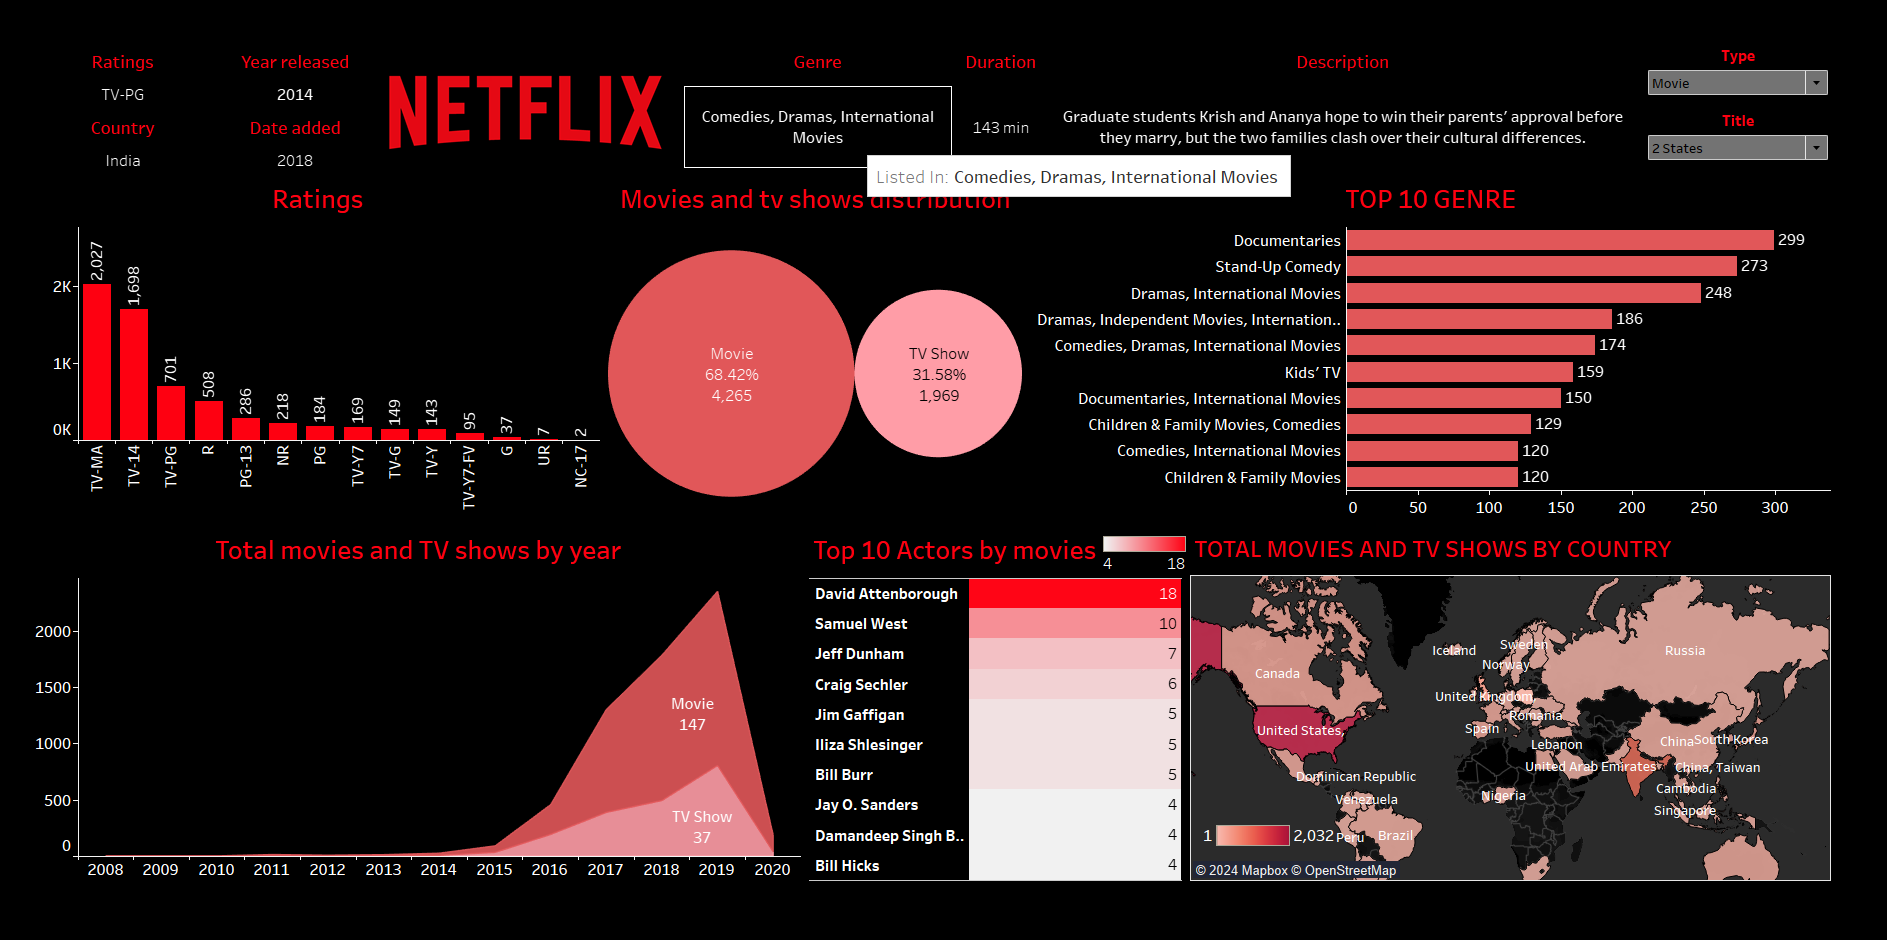 Ratings
TV-PG
Country
India
Year released
2014
Date added
2018
NETFLIX
Genre
Comedies, Dramas, International
Movies
Duration
143 min
Description
Graduate students Krish and Ananya hope to win their parents’ approval before
they marry, but the two families clash over their cultural differences.
Type
Movie
Title
2 States
Listed In: Comedies, Dramas, International Movies
Ratings
2K
1K
0K
2,027
1,698
701
508
286
218
184
169
149
143
95
37
7
2
TV-MA
TV-14
TV-PG
R
PG-13
NR
PG
TV-Y7
TV-G
TV-Y
TV-Y7-FV
G
UR
NC-17
Movies and tv shows distribution
Movie
68.42%
4,265
TV Show
31.58%
1,969
TOP 10 GENRE
Documentaries 299
Stand-Up Comedy 273
Dramas, International Movies 248
Dramas, Independent Movies, Internation.. 186
Comedies, Dramas, International Movies 174
Kids’ TV 159
Documentaries, International Movies 150
Children & Family Movies, Comedies 129
Comedies, International Movies 120
Children & Family Movies 120
0 50 100 150 200 250 300
Total movies and TV shows by year
2000
1500
1000
500
0
Movie
147
TV Show
37
2008 2009 2010 2011 2012 2013 2014 2015 2016 2017 2018 2019 2020
Top 10 Actors by movies
4 18
David Attenborough 18
Samuel West 10
Jeff Dunham 7
Craig Sechler 6
Jim Gaffigan 5
Iliza Shlesinger 5
Bill Burr 5
Jay O. Sanders 4
Damandeep Singh B.. 4
Bill Hicks 4
TOTAL MOVIES AND TV SHOWS BY COUNTRY
Iceland
Sweden
Russia
Norway
Canada
United Kingdom,
Romania
Spain
United States,
Lebanon
China
South Korea
United Arab Emirates
China, Taiwan
Dominican Republic
Cambodia
Venezuela
Nigeria
Singapore
Peru
Brazil
1 2,032
© 2024 Mapbox © OpenStreetMap